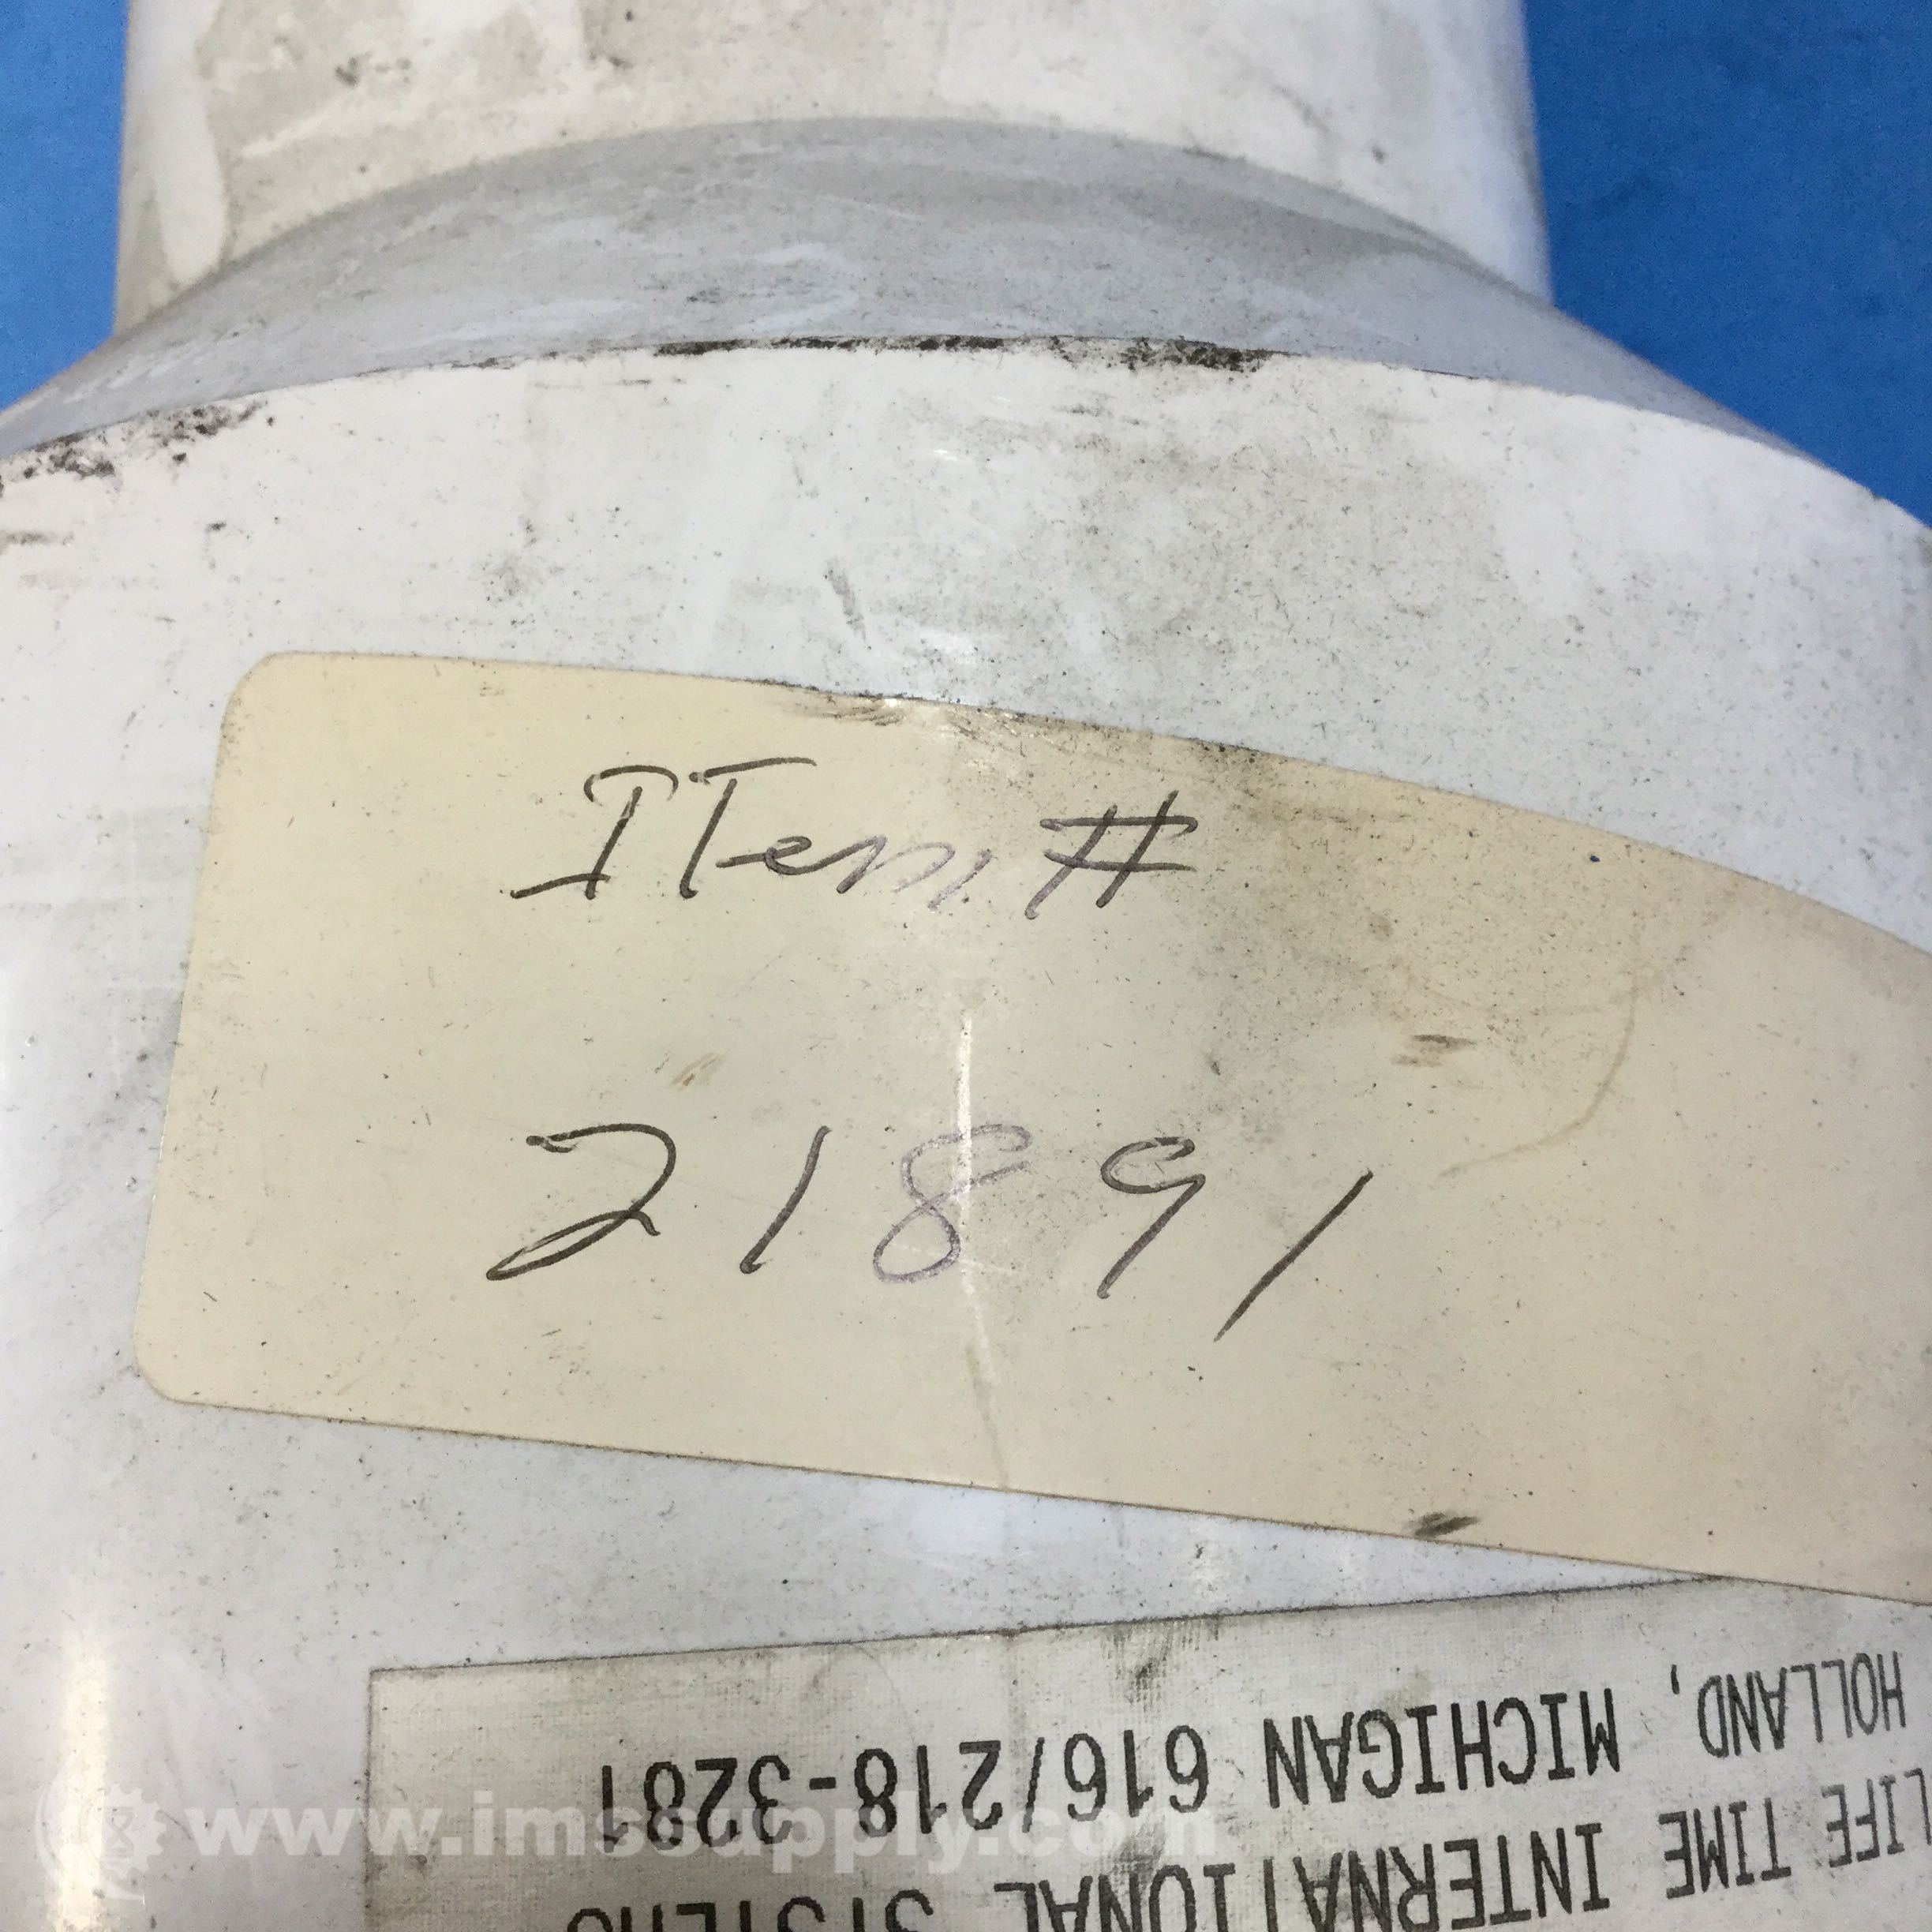 ITem #
21891
LIFE TIME INTERNATIONAL SYSTEMS
HOLLAND, MICHIGAN 616/218-3281
www.imssupply.com